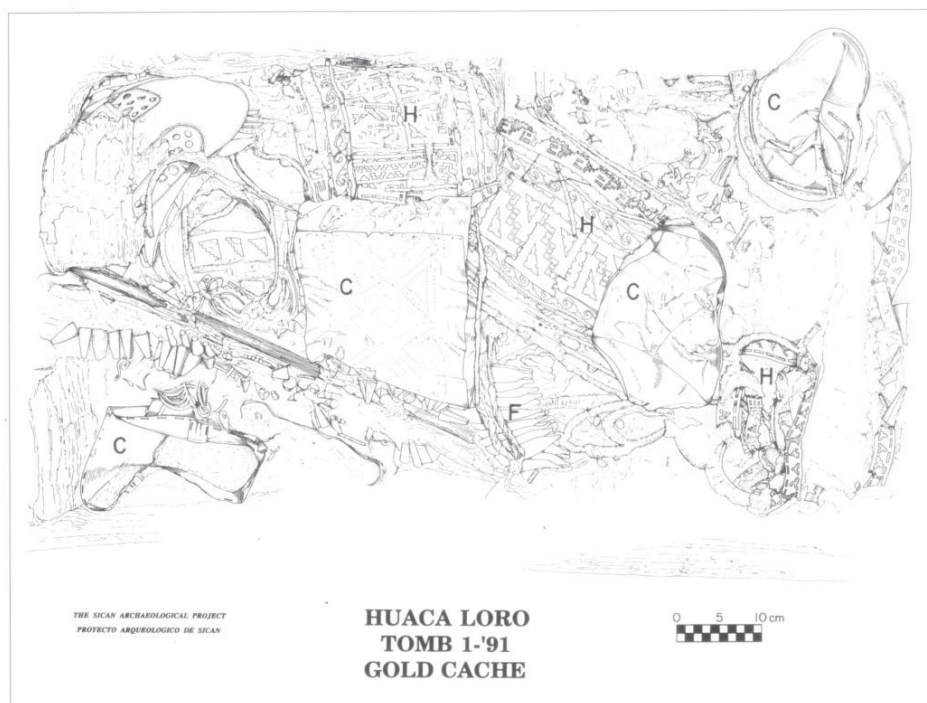 C
H
H
C
C
H
F
C
THE SICAN ARCHAEOLOGICAL PROJECT
PROYECTO ARQUEOLOGICO DE SICAN
HUACA LORO
TOMB 1-'91
GOLD CACHE
0 5 10 cm